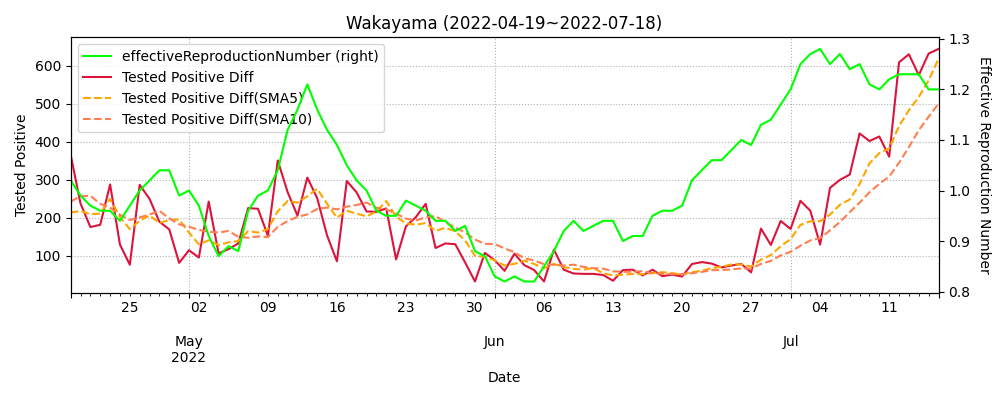 Wakayama (2022-04-19~2022-07-18)
effectiveReproductionNumber (right)
Tested Positive Diff
Tested Positive Diff(SMA5)
Tested Positive Diff(SMA10)
Tested Positive
600
500
400
300
200
100
1.3
1.2
1.1
1.0
0.9
0.8
Effective Reproduction Number
25 02 09 16 23 30 06 13 20 27 04 11
May Jun Jul
2022
Date